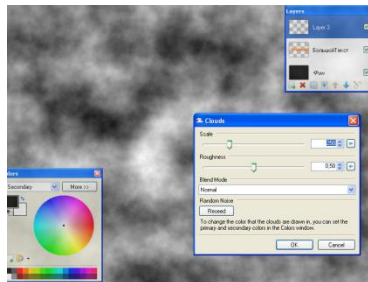 Layers
Layer 3
Фон
Clouds
Scale
250
Roughness
0,50
Blend Mode
Normal
Random Noise
Reseed
To change the color that the clouds are drawn in, you can set the
primary and secondary colors in the Colors window.
OK
Cancel
Secondary
More >>